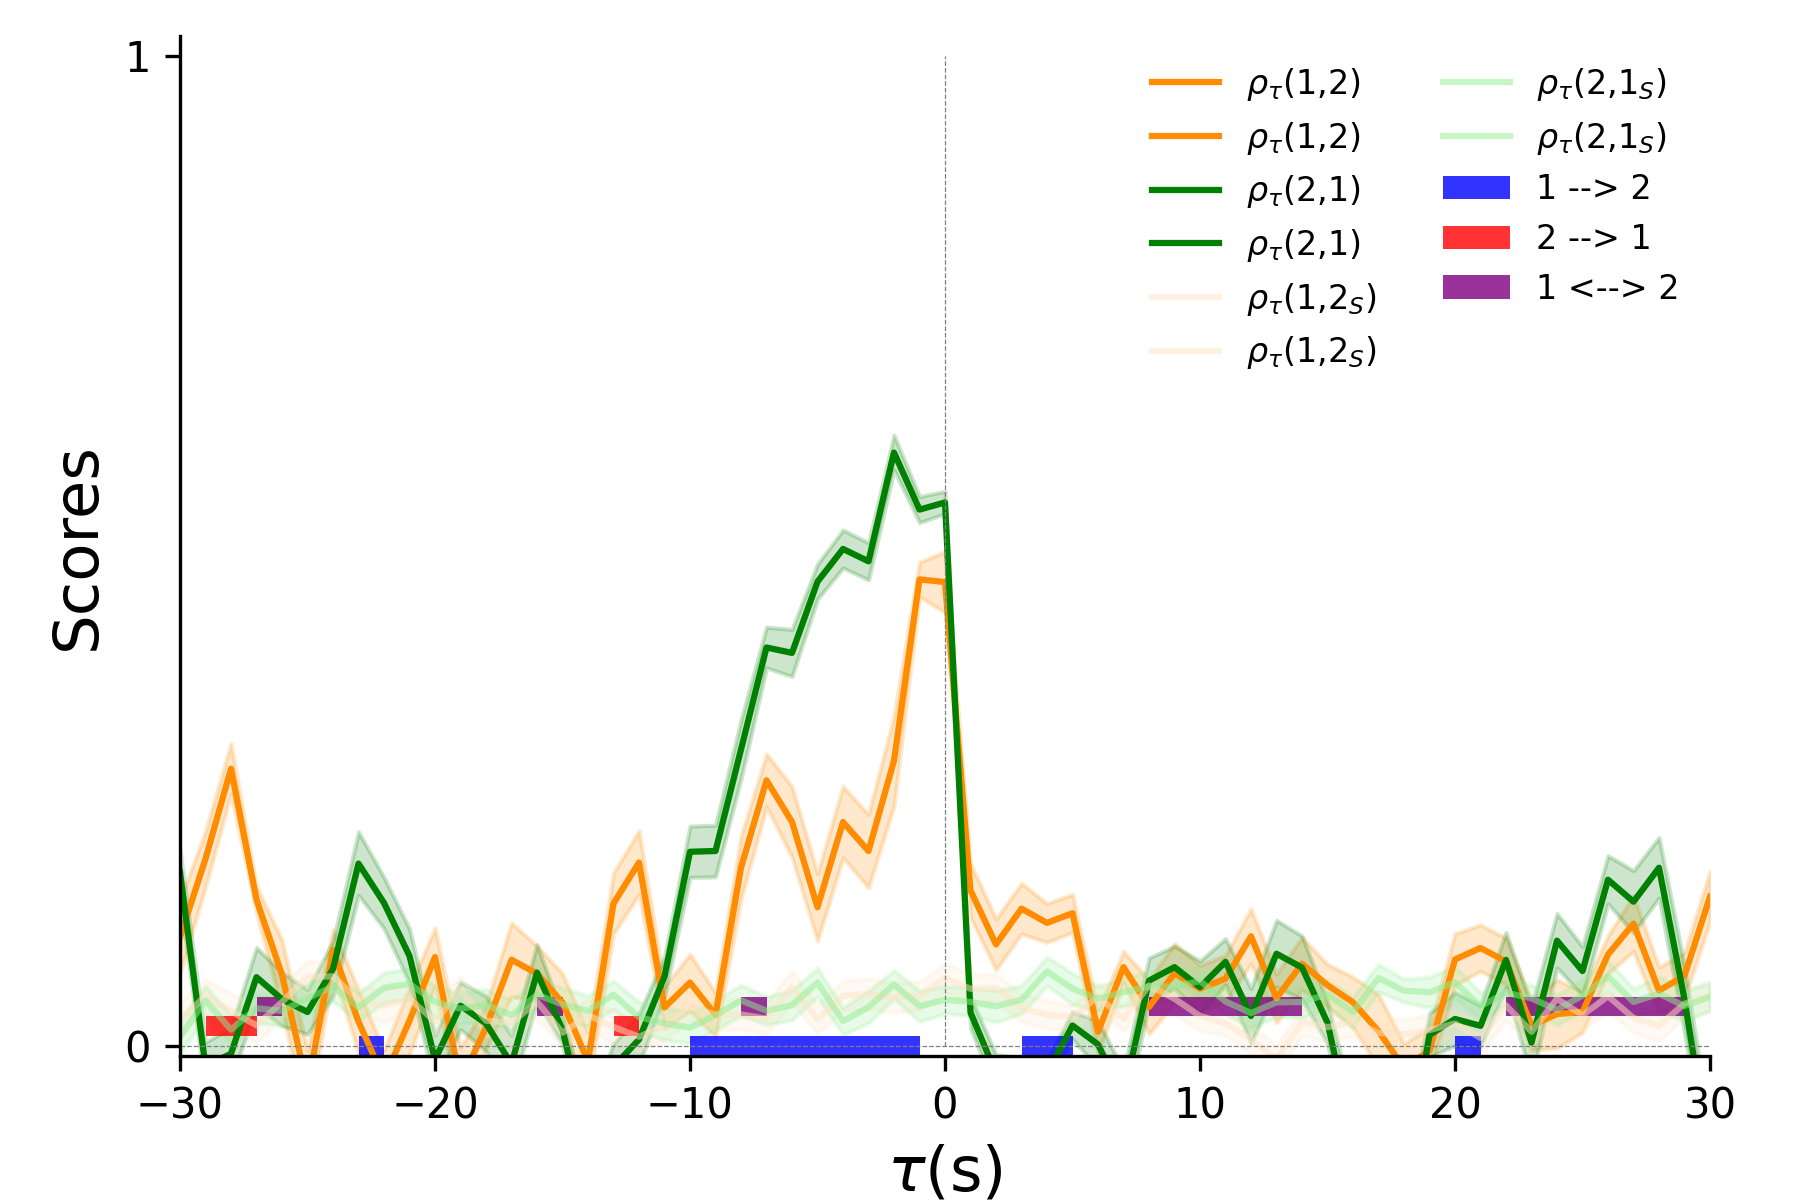 1
ρτ(1,2)
ρτ(1,2)
ρτ(2,1)
ρτ(2,1)
ρτ(1,2S)
ρτ(1,2S)
ρτ(2,1S)
ρτ(2,1S)
1 --> 2
2 --> 1
1 <--> 2
Scores
0
−30 −20 −10 0 10 20 30
τ(s)